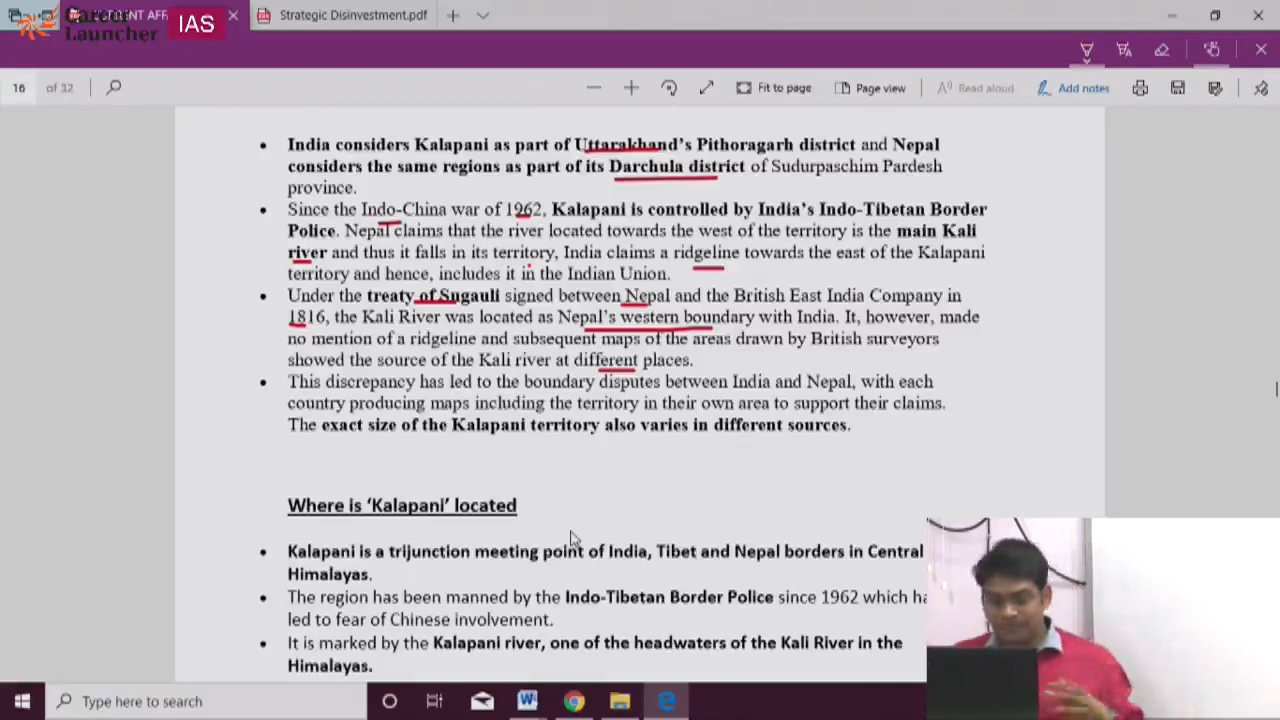 CURRENT AFF
Strategic Disinvestment.pdf
Career
Launcher
IAS
16 of 32
Fit to page
Page view
Read aloud
Add notes
• India considers Kalapani as part of Uttarakhand's Pithoragarh district and Nepal
considers the same regions as part of its Darchula district of Sudurpaschim Pardesh
province.
• Since the Indo-China war of 1962, Kalapani is controlled by India's Indo-Tibetan Border
Police. Nepal claims that the river located towards the west of the territory is the main Kali
river and thus it falls in its territory, India claims a ridgeline towards the east of the Kalapani
territory and hence, includes it in the Indian Union.
• Under the treaty of Sugauli signed between Nepal and the British East India Company in
1816, the Kali River was located as Nepal's western boundary with India. It, however, made
no mention of a ridgeline and subsequent maps of the areas drawn by British surveyors
showed the source of the Kali river at different places.
• This discrepancy has led to the boundary disputes between India and Nepal, with each
country producing maps including the territory in their own area to support their claims.
The exact size of the Kalapani territory also varies in different sources.
Where is 'Kalapani' located
• Kalapani is a trijunction meeting point of India, Tibet and Nepal borders in Central
Himalayas.
• The region has been manned by the Indo-Tibetan Border Police since 1962 which ha
led to fear of Chinese involvement.
• It is marked by the Kalapani river, one of the headwaters of the Kali River in the
Himalayas.
Type here to search